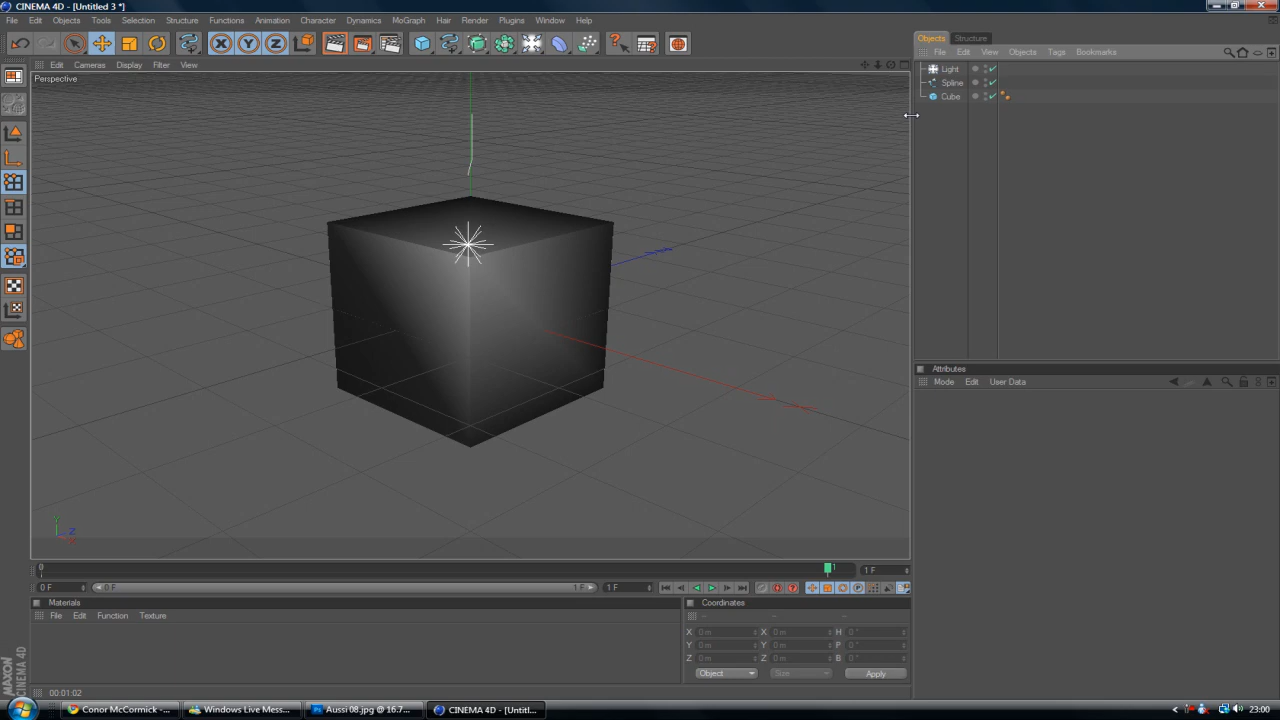 CINEMA 4D - [Untitled 3 *]
File Edit Objects Tools Selection Structure Functions Animation Character Dynamics MoGraph Hair Render Plugins Window Help
X Y Z
Objects Structure
File Edit View Objects Tags Bookmarks
Edit Cameras Display Filter View
Perspective
Light
Spline
Cube
Attributes
Mode Edit User Data
Y
Z
X
0 1 1 F
0 F 0 F 1 F 1 F
Materials
File Edit Function Texture
Coordinates
-- -- --
X 0 m X 0 m H 0 °
Y 0 m Y 0 m P 0 °
Z 0 m Z 0 m B 0 °
Object Size Apply
MAXON
CINEMA 4D
00:01:02
Conor McCormick -... Windows Live Mess... Aussi 08.jpg @ 16.7... CINEMA 4D - [Untitl... 23:00